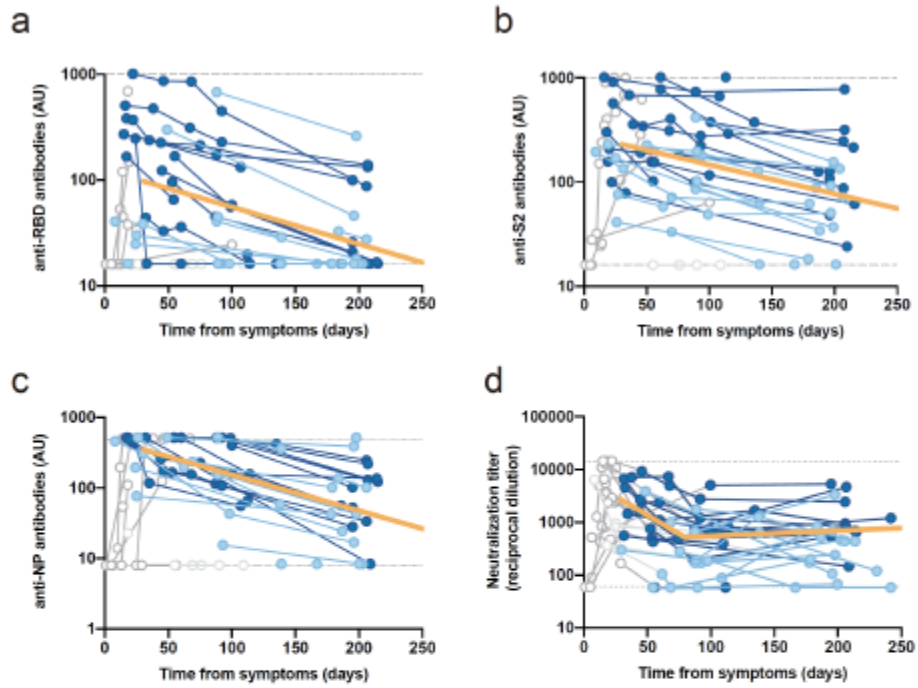 a
1000
100
10
anti-RBD antibodies (AU)
0 50 100 150 200 250
Time from symptoms (days)
b
1000
100
10
anti-S2 antibodies (AU)
0 50 100 150 200 250
Time from symptoms (days)
c
1000
100
10
1
anti-NP antibodies (AU)
0 50 100 150 200 250
Time from symptoms (days)
d
100000
10000
1000
100
10
Neutralization titer
(reciprocal dilution)
0 50 100 150 200 250
Time from symptoms (days)